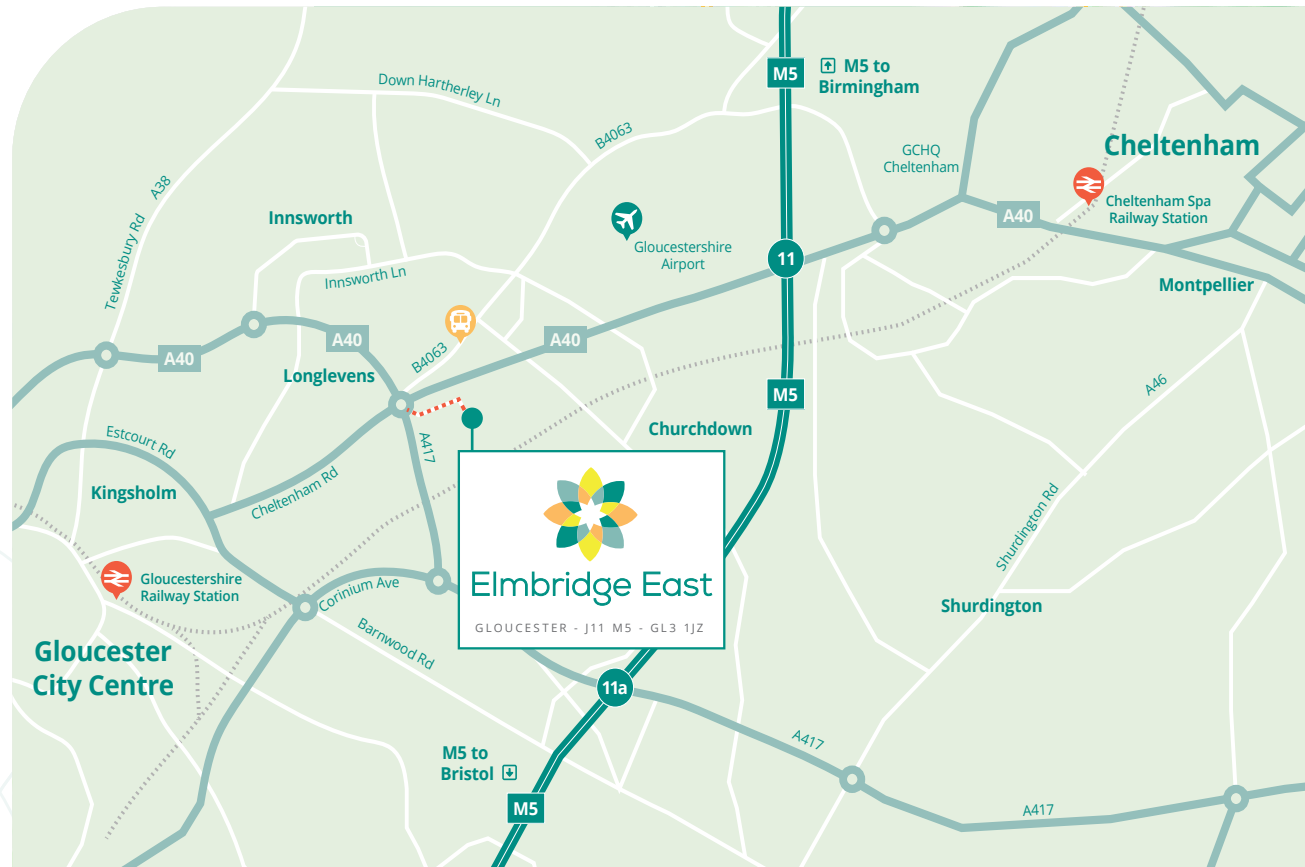 M5
M5 to
Birmingham
Down Hartherley Ln
B4063
GCHQ
Cheltenham
Cheltenham
A38
Cheltenham Spa
Railway Station
A40
Innsworth
Tewkesbury Rd
Gloucestershire
Airport
11
Innsworth Ln
Montpellier
A40
A40
A40
B4063
Longlevens
M5
A46
Churchdown
A417
Estcourt Rd
Kingsholm
Cheltenham Rd
Shurdington Rd
Gloucestershire
Railway Station
Corinium Ave
Elmbridge East
GLOUCESTER - J11 M5 - GL3 1JZ
Shurdington
Barnwood Rd
Gloucester
City Centre
11a
A417
M5 to
Bristol
M5
A417